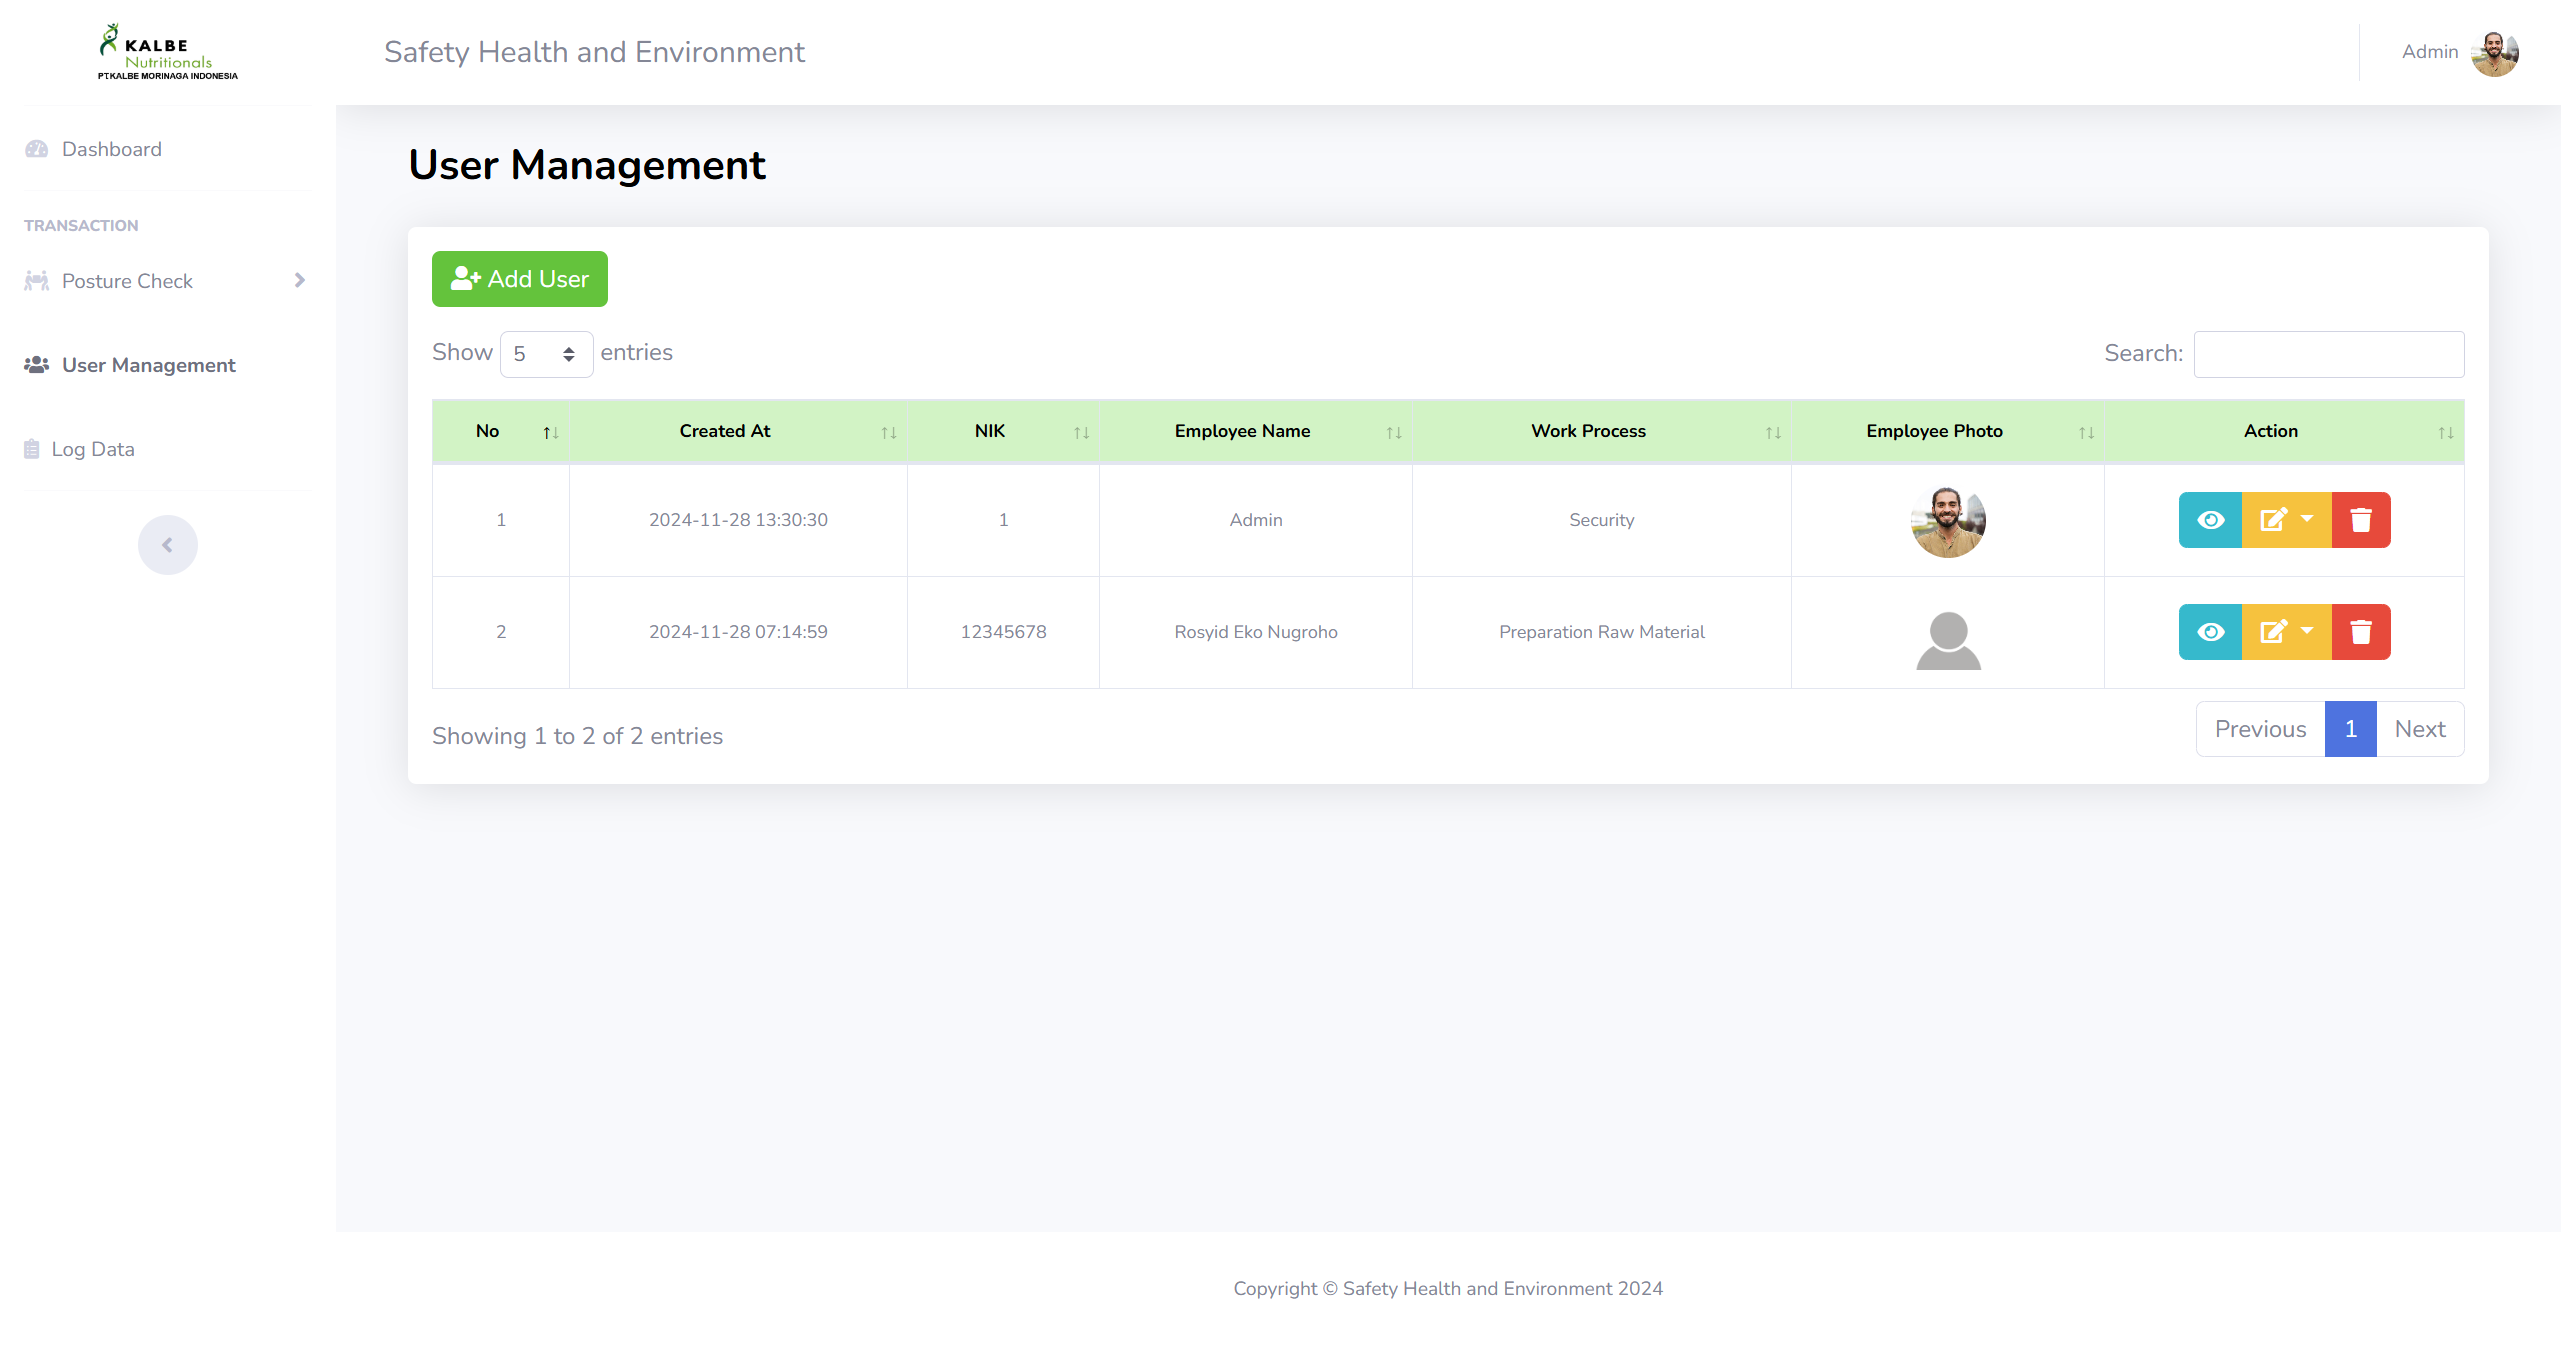 KALBE
Nutritionals
PT.KALBE MORINAGA INDONESIA
Safety Health and Environment
Admin
Dashboard
TRANSACTION
Posture Check
User Management
Log Data
User Management
Add User
Show 5 entries
Search:
No Created At NIK Employee Name Work Process Employee Photo Action
1 2024-11-28 13:30:30 1 Admin Security
2 2024-11-28 07:14:59 12345678 Rosyid Eko Nugroho Preparation Raw Material
Showing 1 to 2 of 2 entries
Previous 1 Next
Copyright © Safety Health and Environment 2024